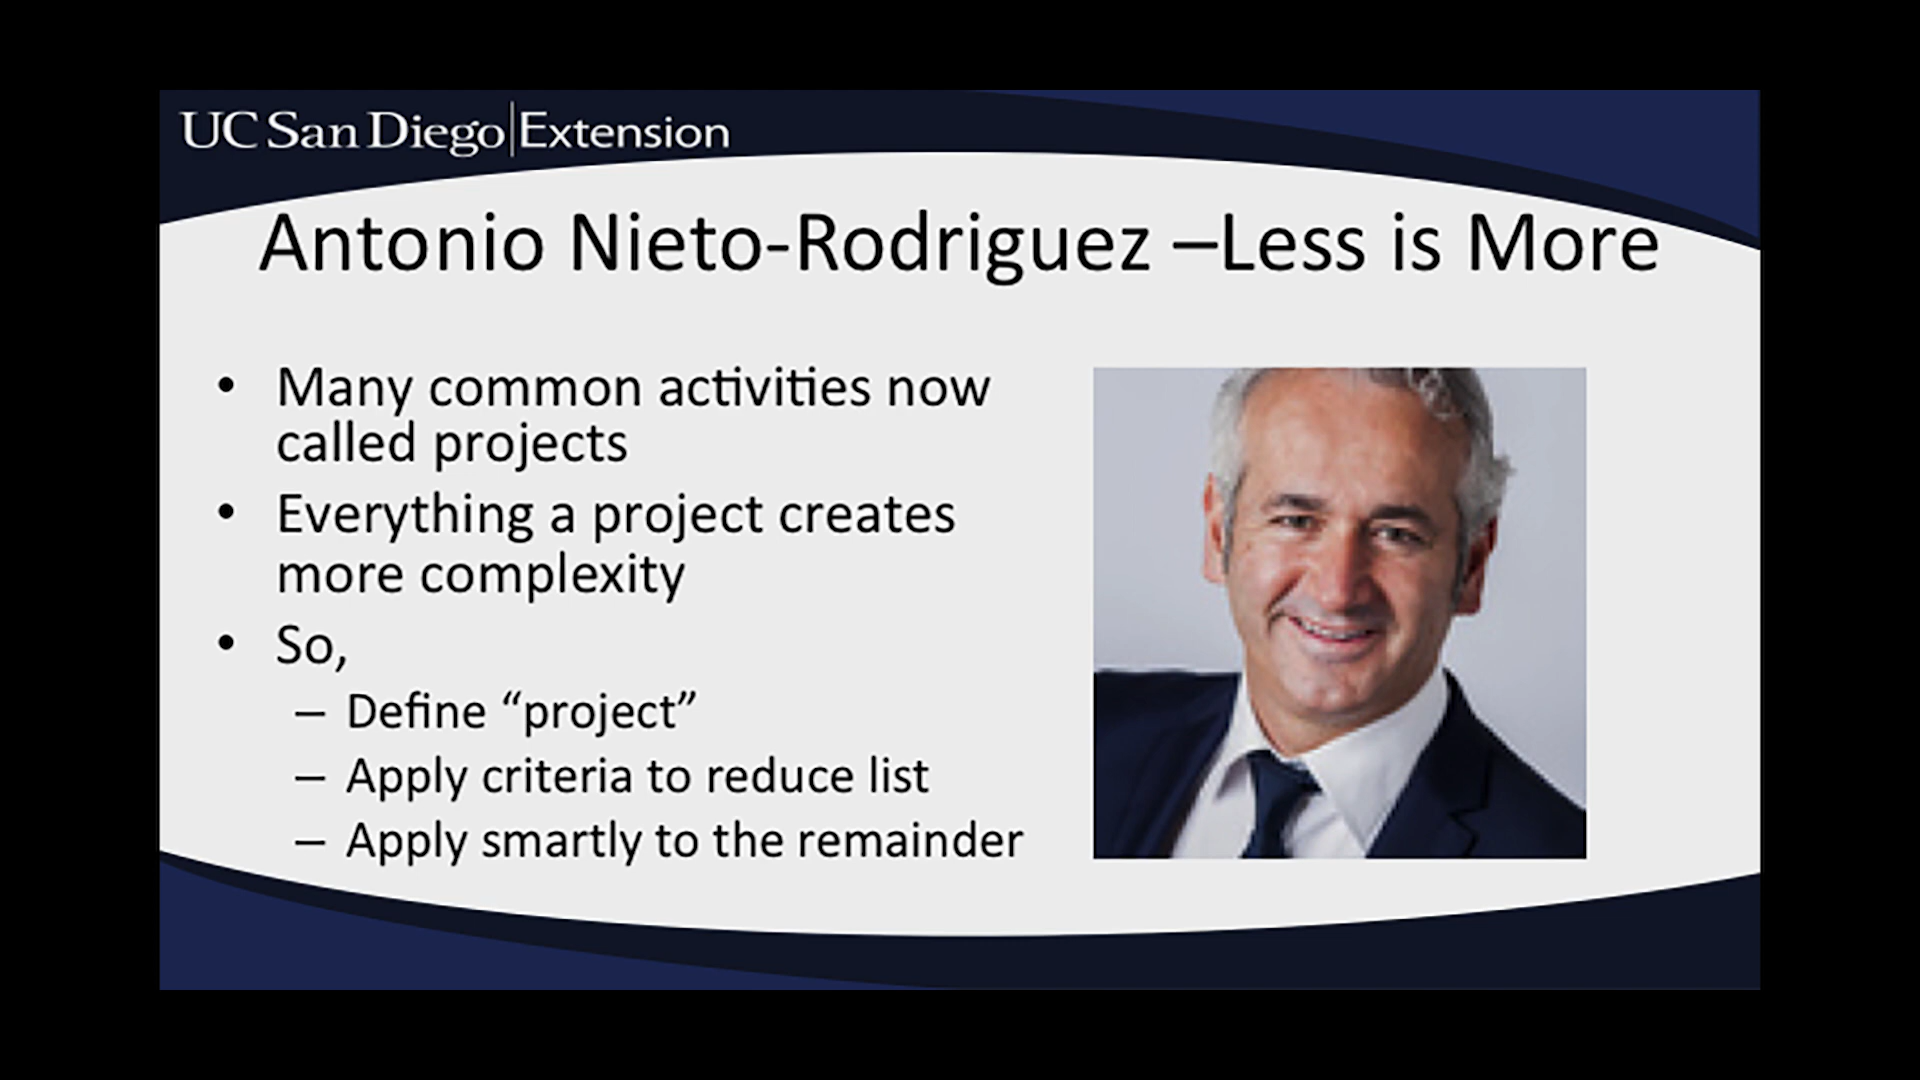 UC San Diego|Extension
Antonio Nieto-Rodriguez –Less is More
• Many common activities now
called projects
• Everything a project creates
more complexity
• So,
– Define “project”
– Apply criteria to reduce list
– Apply smartly to the remainder